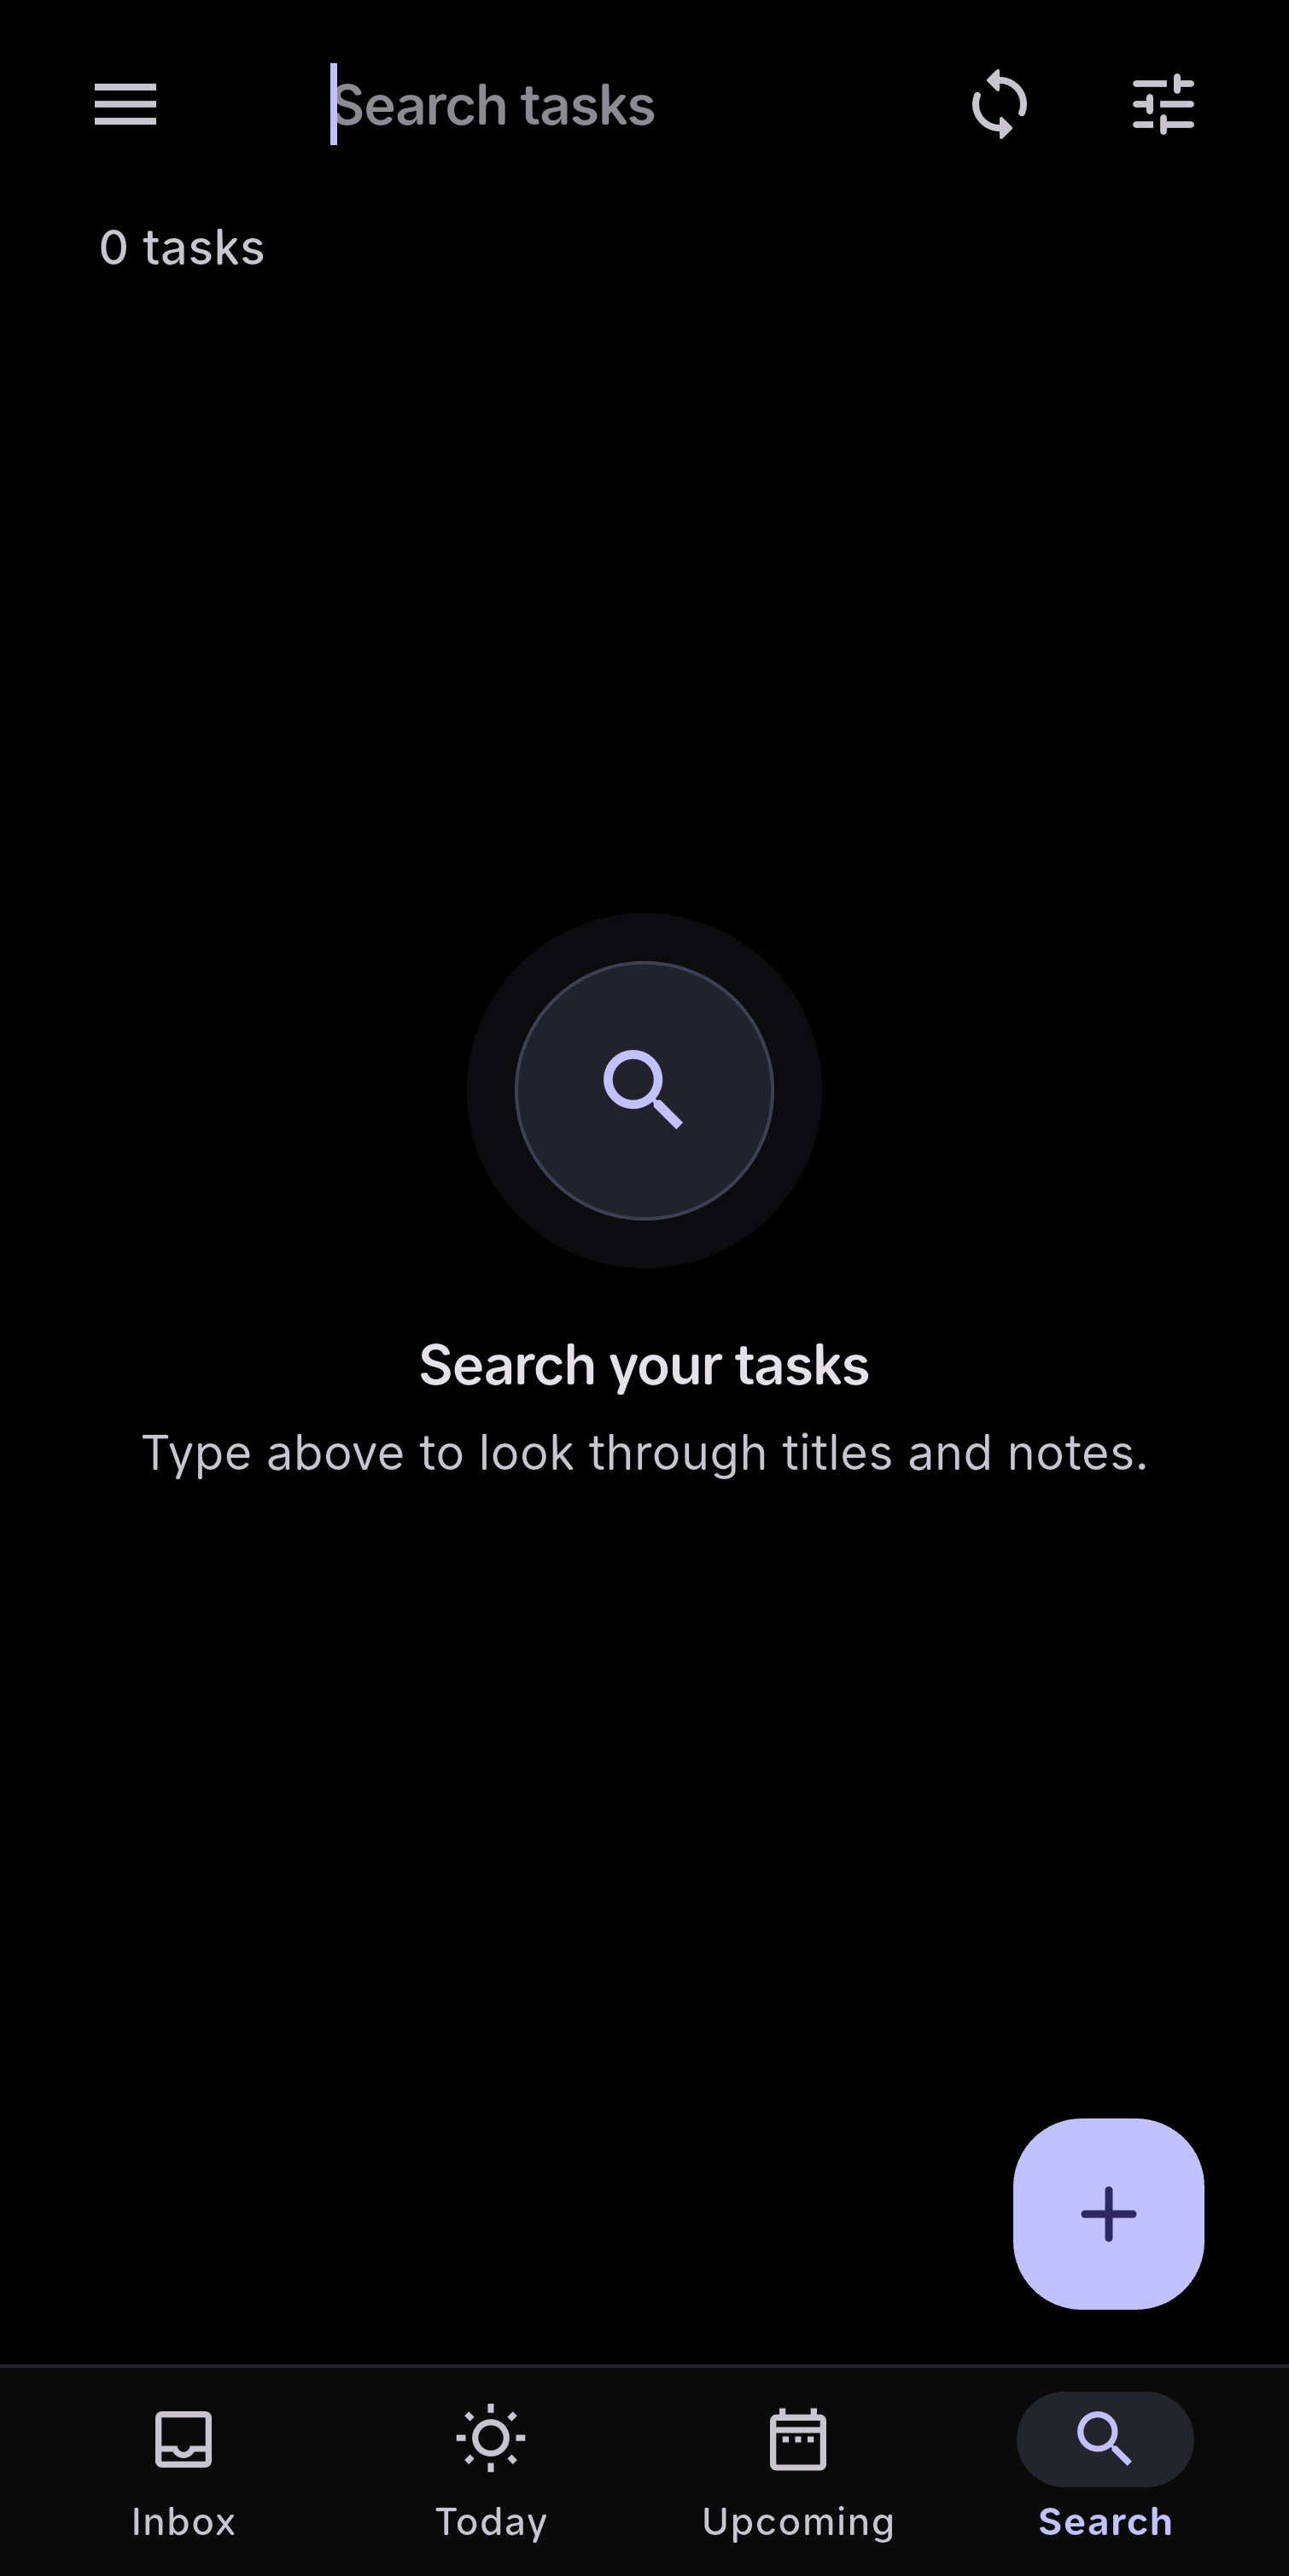 Search tasks
0 tasks
Search your tasks
Type above to look through titles and notes.
Inbox
Today
Upcoming
Search